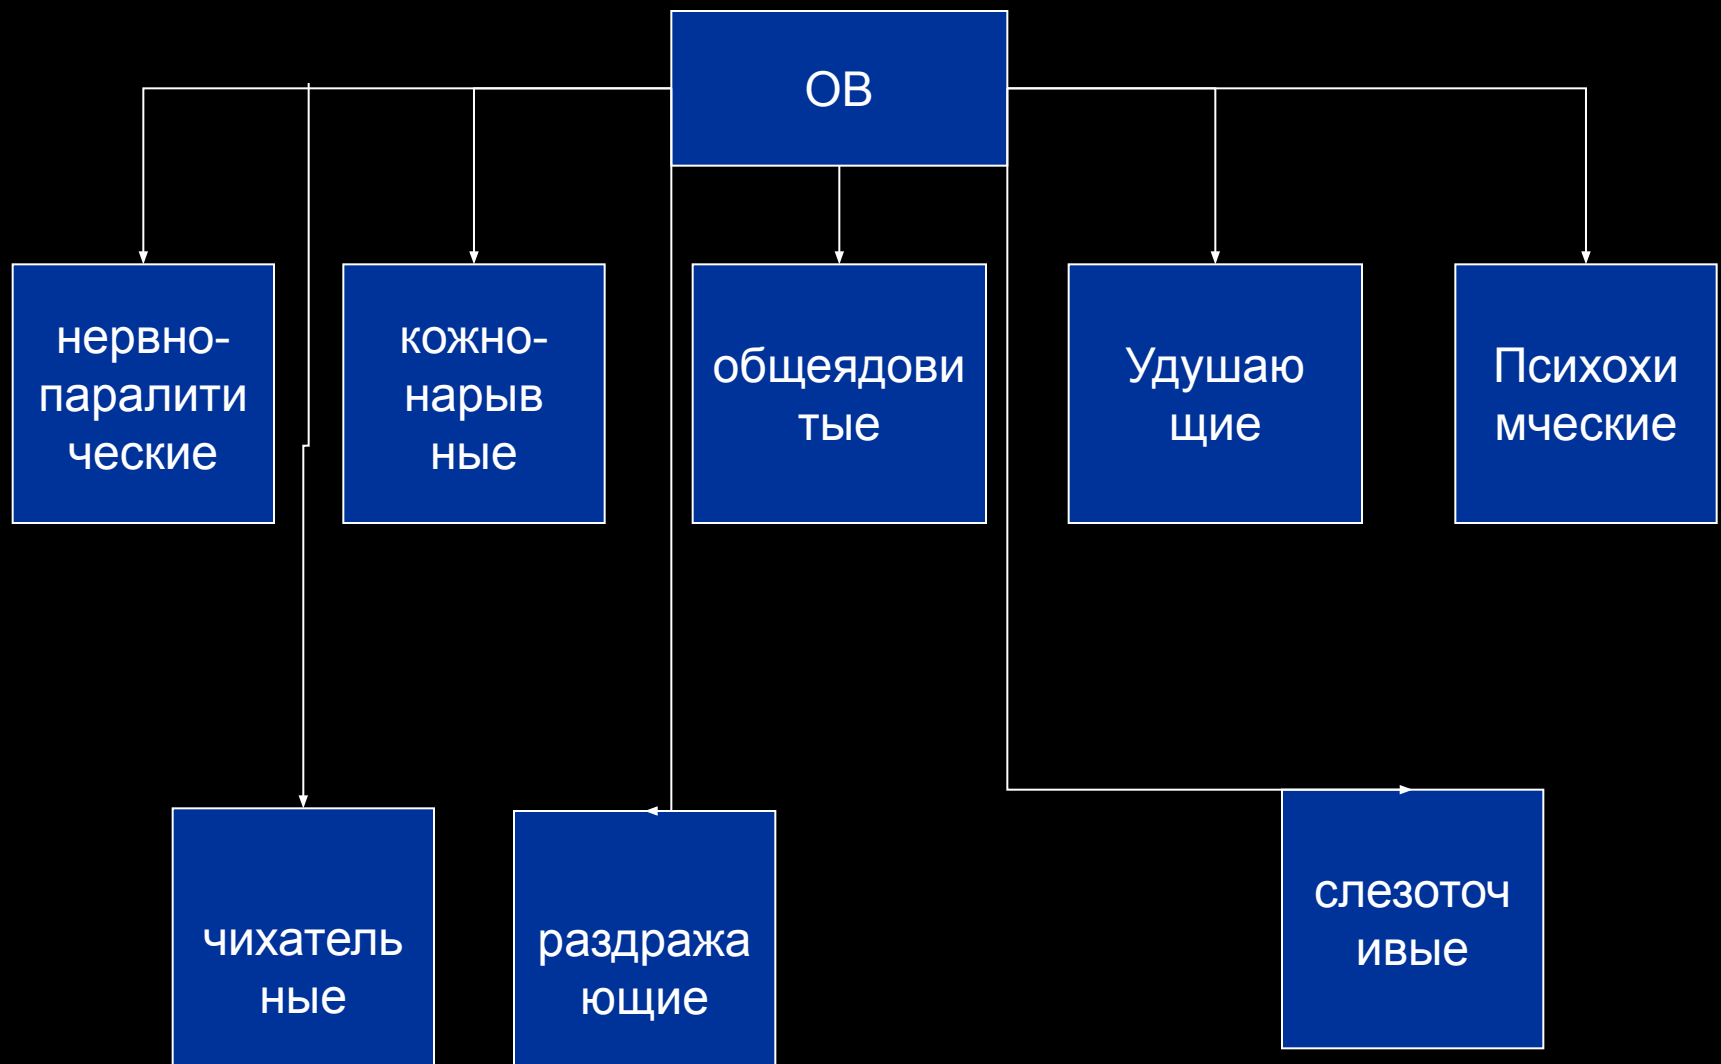 ОВ
нервно-
паралити
ческие
кожно-
нарыв
ные
общеядови
тые
Удушаю
щие
Психохи
мческие
чихатель
ные
раздража
ющие
слезоточ
ивые